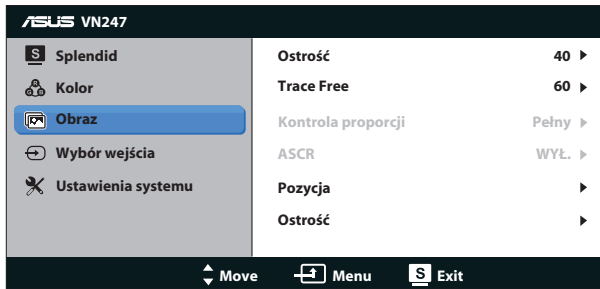 ASUS VN247
S Splendid
Kolor
Obraz
Wybór wejścia
Ustawienia systemu
Ostrość 40
Trace Free 60
Kontrola proporcji Pełny
ASCR WYŁ.
Pozycja
Ostrość
Move Menu S Exit